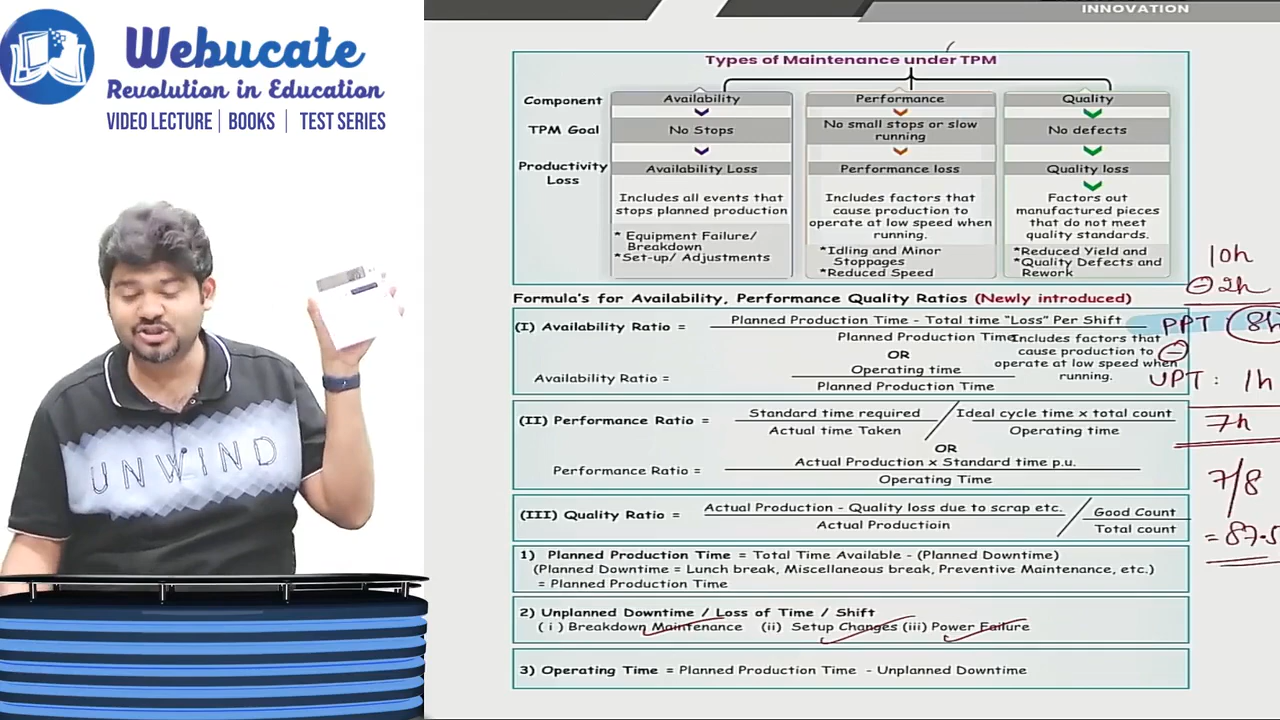 Webucate
Revolution in Education
VIDEO LECTURE | BOOKS | TEST SERIES
UNWIND
INNOVATION
Types of Maintenance under TPM
Component Availability Performance Quality
TPM Goal No Stops No small stops or slow running No defects
Productivity Loss Availability Loss Performance loss Quality loss
Includes all events that
stops planned production
* Equipment Failure/
Breakdown
*Set-up/ Adjustments
Includes factors that
cause production to
operate at low speed when
running.
*Idling and Minor
Stoppages
*Reduced Speed
Factors out
manufactured pieces
that do not meet
quality standards.
*Reduced Yield and
*Quality Defects and
Rework
Formula's for Availability, Performance Quality Ratios (Newly introduced)
(I) Availability Ratio = Planned Production Time - Total time "Loss" Per Shift
Planned Production Time
OR
Availability Ratio = Operating time
Planned Production Time
Includes factors that
cause production to
operate at low speed when
running.
(II) Performance Ratio = Standard time required / Ideal cycle time x total count
Actual time Taken Operating time
OR
Performance Ratio = Actual Production x Standard time p.u.
Operating Time
(III) Quality Ratio = Actual Production - Quality loss due to scrap etc. / Good Count
Actual Productioin Total count
1) Planned Production Time = Total Time Available - (Planned Downtime)
(Planned Downtime = Lunch break, Miscellaneous break, Preventive Maintenance, etc.)
= Planned Production Time
2) Unplanned Downtime / Loss of Time / Shift
( i ) Breakdown Maintenance (ii) Setup Changes (iii) Power Failure
3) Operating Time = Planned Production Time - Unplanned Downtime
10h
- 2h
PPT 8h
-
UPT : 1h
7h
7/8
= 87.5